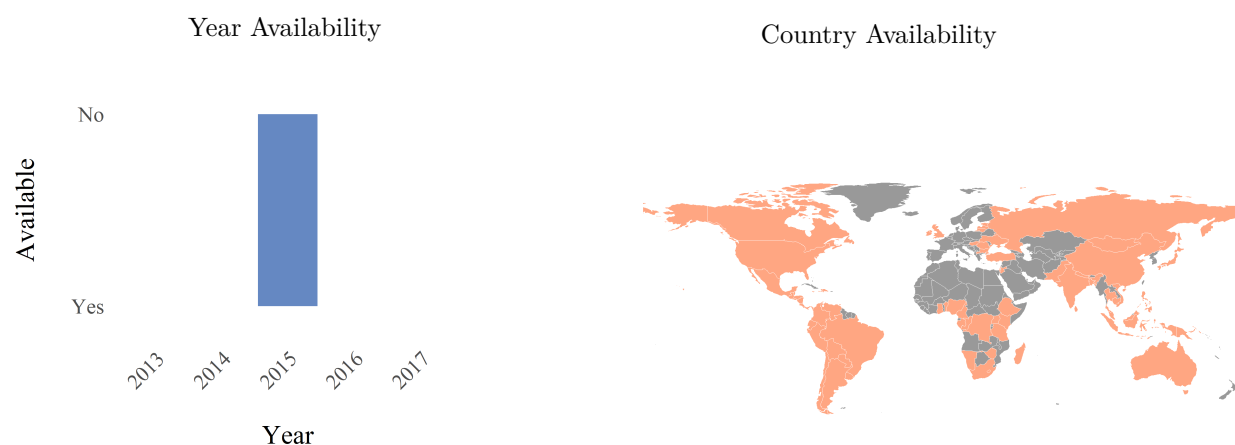 Year Availability
Country Availability
Available
No
Yes
2013
2014
2015
2016
2017
Year